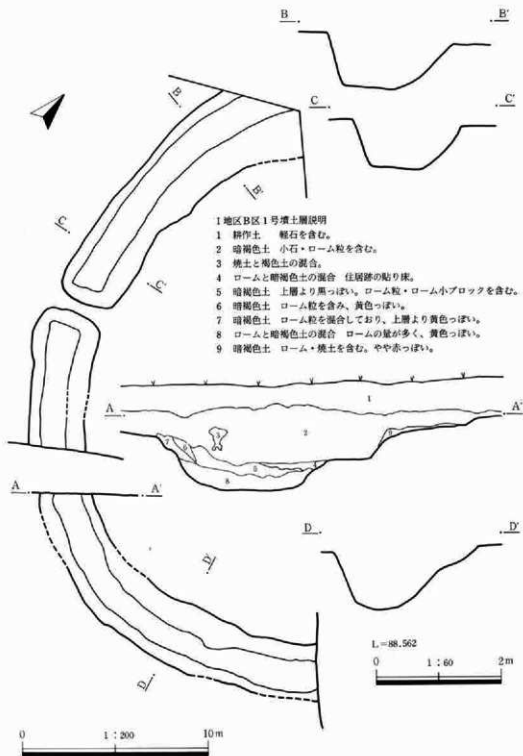 B B'
C C'
B
B'
C
C'
I地区B区1号墳土層説明
1 耕作土 軽石を含む。
2 暗褐色土 小石・ローム粒を含む。
3 焼土と褐色土の混合。
4 ロームと暗褐色土の混合 住居跡の貼り床。
5 暗褐色土 上層より黒っぽい。ローム粒・ローム小ブロックを含む。
6 暗褐色土 ローム粒を含み、黄色っぽい。
7 暗褐色土 ローム粒を混合しており、上層より黄色っぽい。
8 ロームと暗褐色土の混合 ロームの量が多く、黄色っぽい。
9 暗褐色土 ローム・焼土を含む。やや赤っぽい。
A A'
1
2
3
7
5
8
A A'
D D'
D'
D
L=88.562
0 1:60 2m
0 1:200 10m